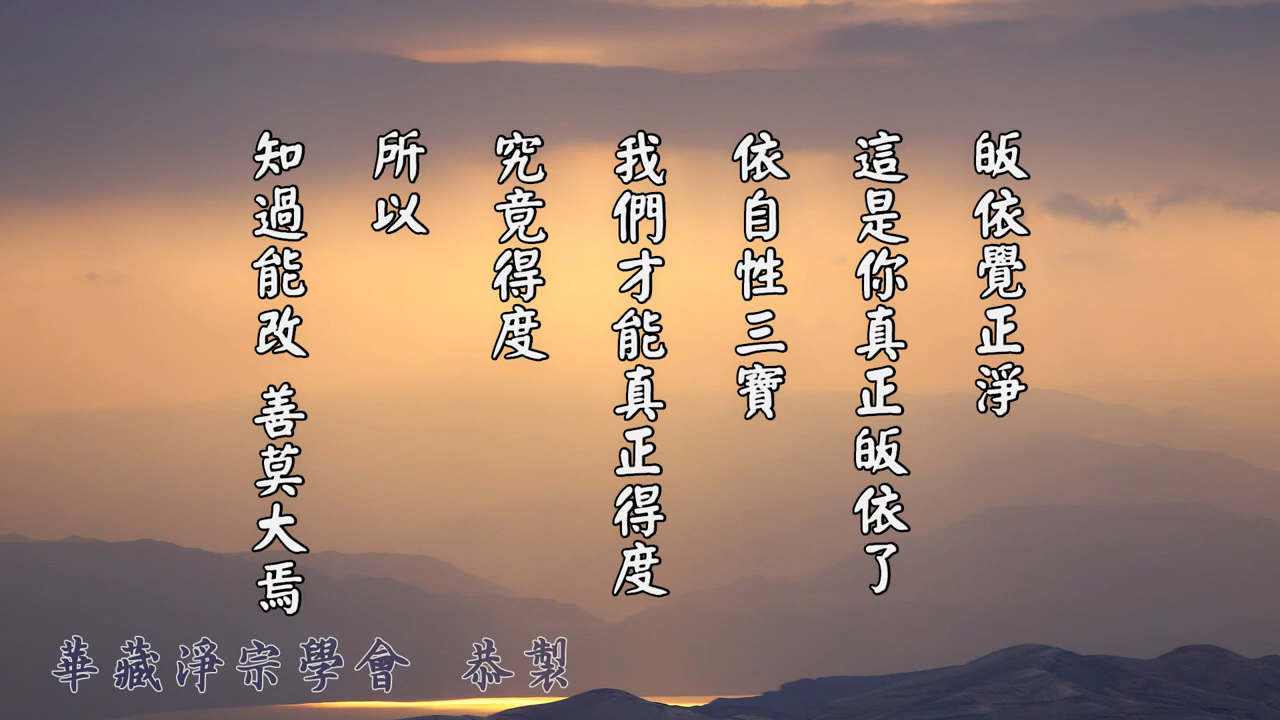 皈依覺正淨
這是你真正皈依了
依自性三寶
我們才能真正得度
究竟得度
所以
知過能改 善莫大焉
華藏淨宗學會 恭製